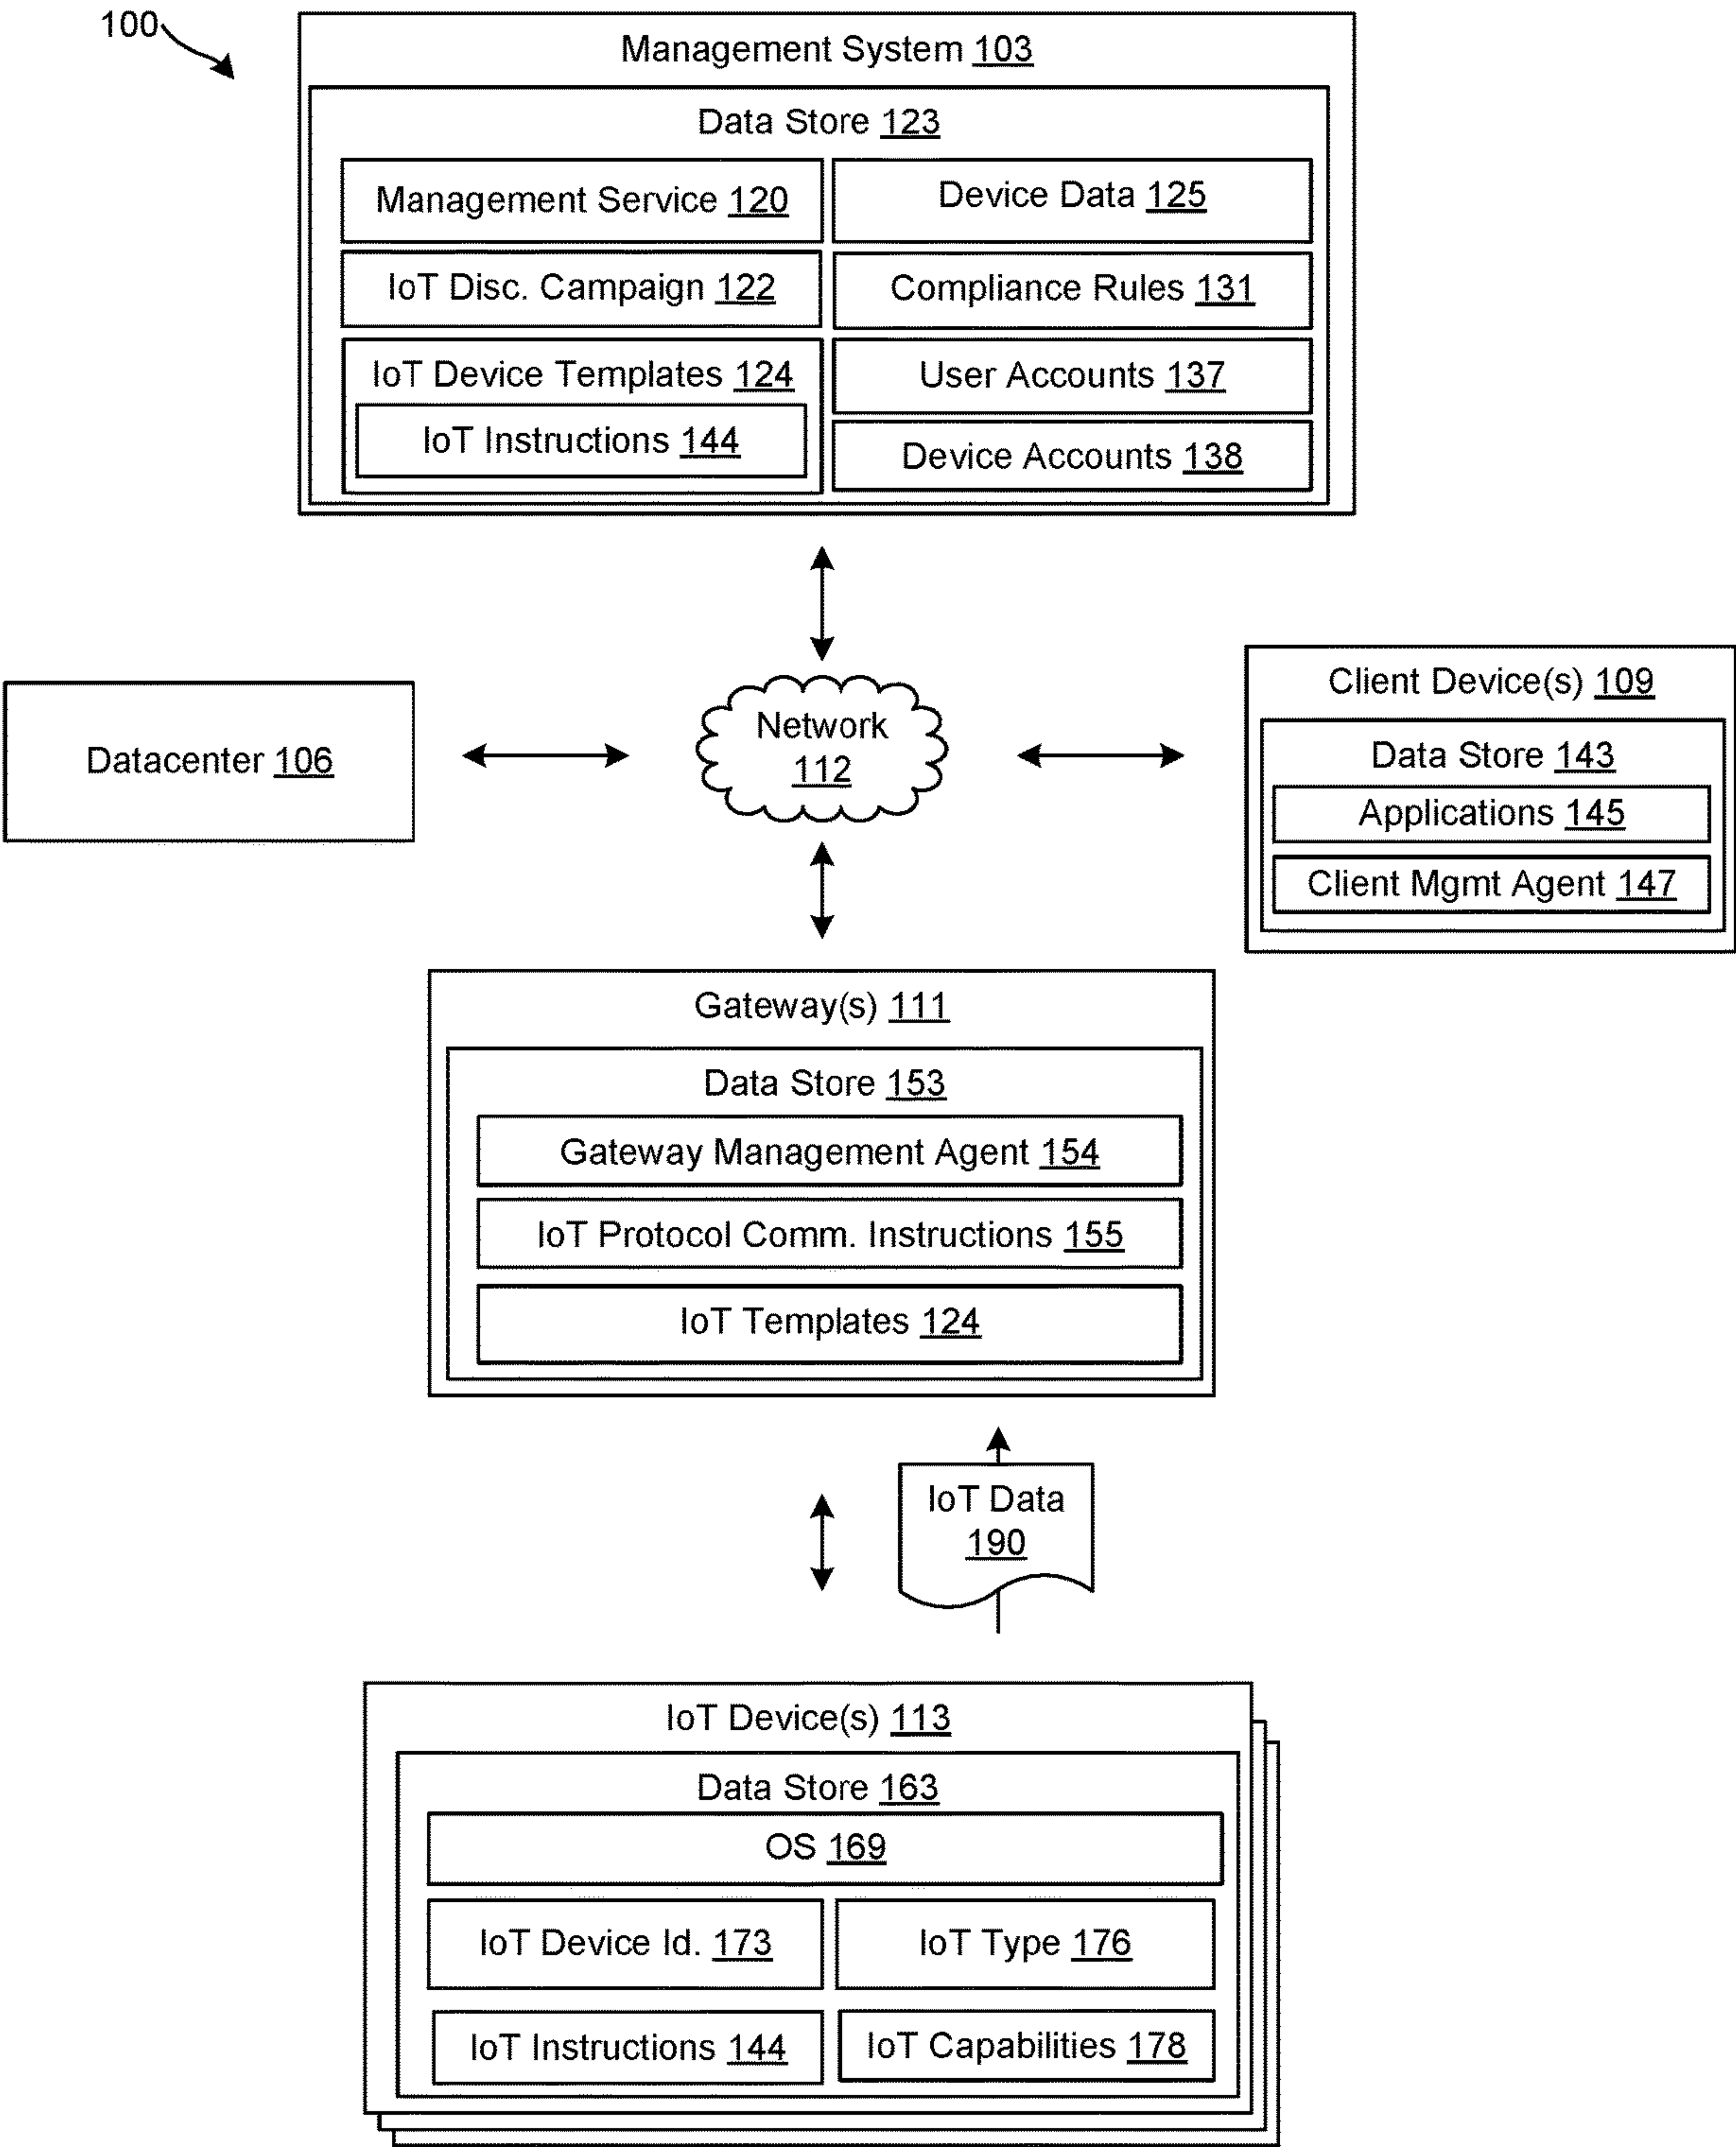 100
Management System 103
Data Store 123
Management Service 120
Device Data 125
IoT Disc. Campaign 122
Compliance Rules 131
IoT Device Templates 124
User Accounts 137
IoT Instructions 144
Device Accounts 138
Datacenter 106
Network
112
Client Device(s) 109
Data Store 143
Applications 145
Client Mgmt Agent 147
Gateway(s) 111
Data Store 153
Gateway Management Agent 154
IoT Protocol Comm. Instructions 155
IoT Templates 124
IoT Data
190
IoT Device(s) 113
Data Store 163
OS 169
IoT Device Id. 173
IoT Type 176
IoT Instructions 144
IoT Capabilities 178